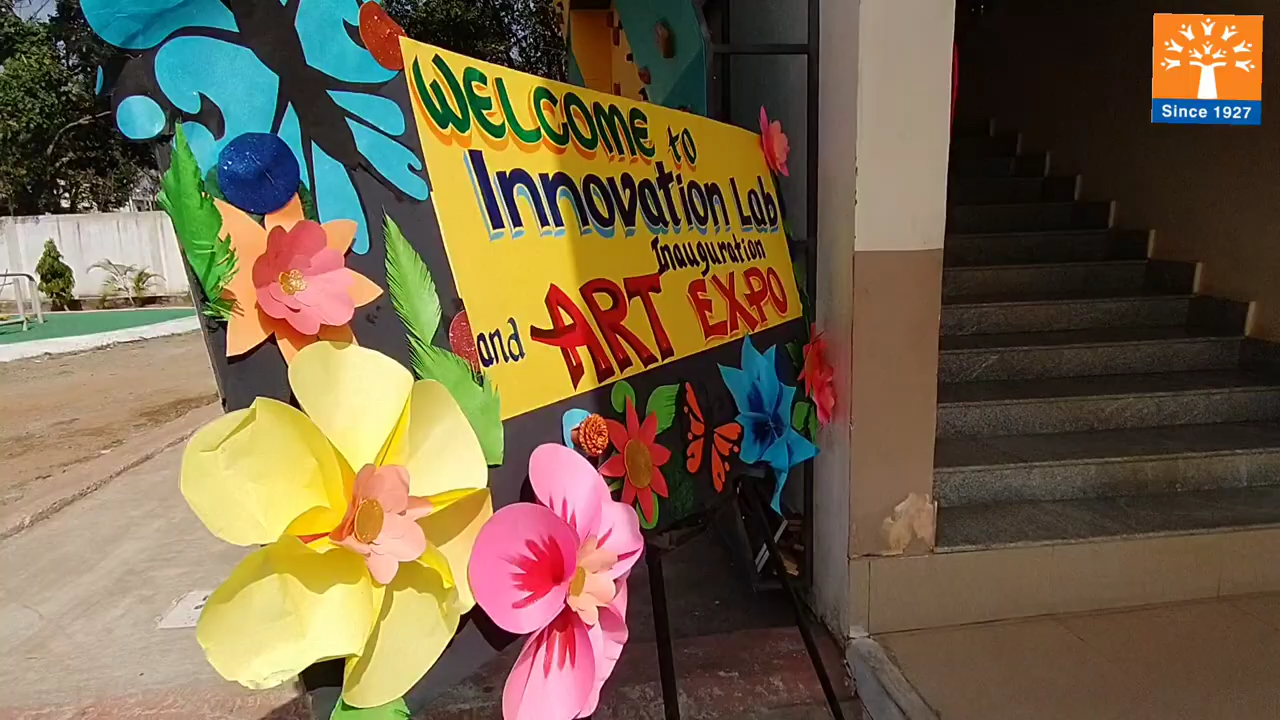 WELCOME to
Innovation Lab
Inauguration
and ART EXPO
Since 1927